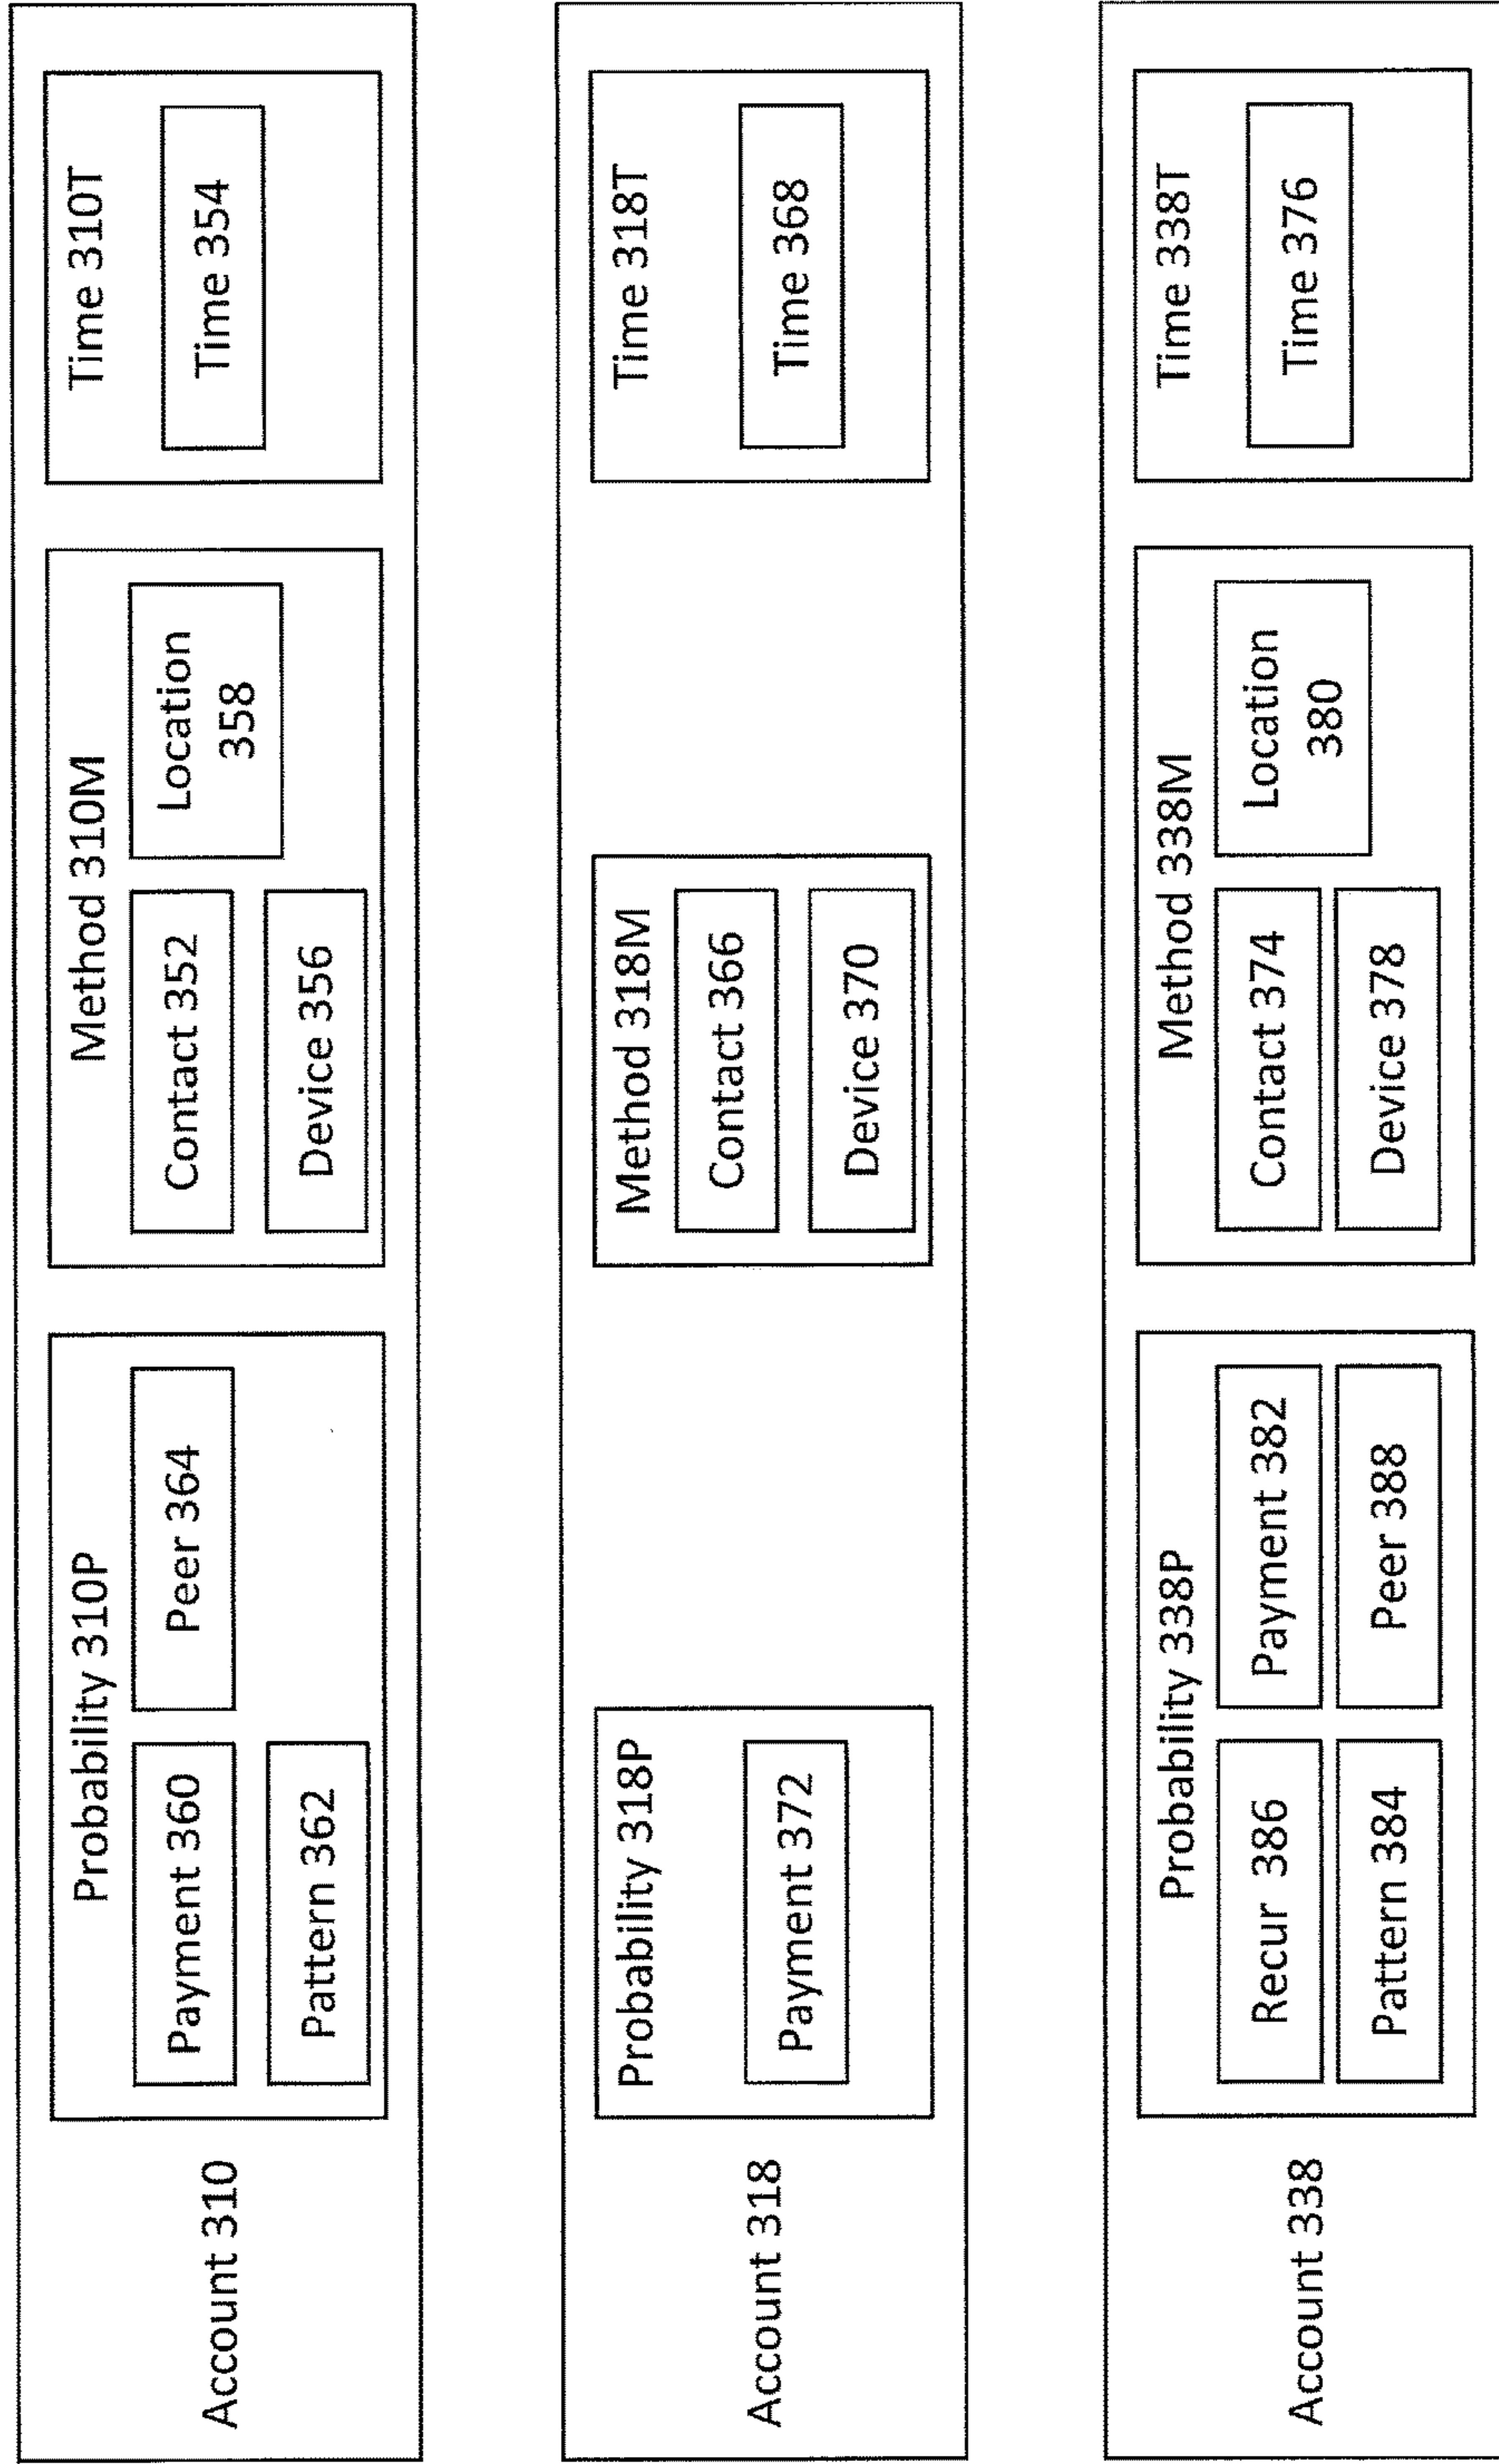 Account 310
Probability 310P
Payment 360
Peer 364
Pattern 362
Method 310M
Contact 352
Location
358
Device 356
Time 310T
Time 354
Account 318
Probability 318P
Payment 372
Method 318M
Contact 366
Device 370
Time 318T
Time 368
Account 338
Probability 338P
Recur 386
Payment 382
Pattern 384
Peer 388
Method 338M
Contact 374
Location
380
Device 378
Time 338T
Time 376